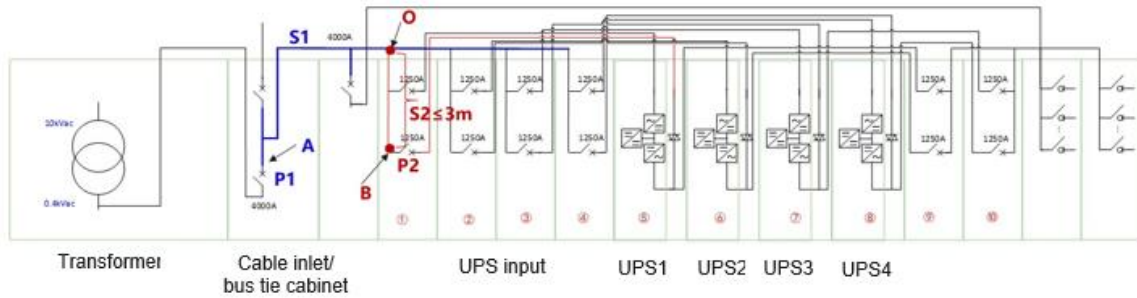 O
S1
4000A
1250A
1250A
1250A
1250A
1250A
1250A
S2≤3m
10kVac
A
1250A
1250A
1250A
1250A
1250A
1250A
P1
P2
B
0.4kVac
4000A
① ② ③ ④ ⑤ ⑥ ⑦ ⑧ ⑨ ⑩
Transformer
Cable inlet/
bus tie cabinet
UPS input
UPS1
UPS2
UPS3
UPS4